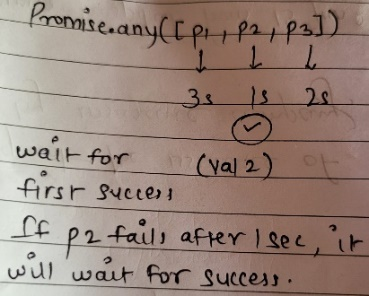 Promise.any([p1, p2, p3])
↓ ↓ ↓
3s 1s 2s
✓
wait for (val 2)
first success
If p2 fails after 1 sec, it
will wait for success.